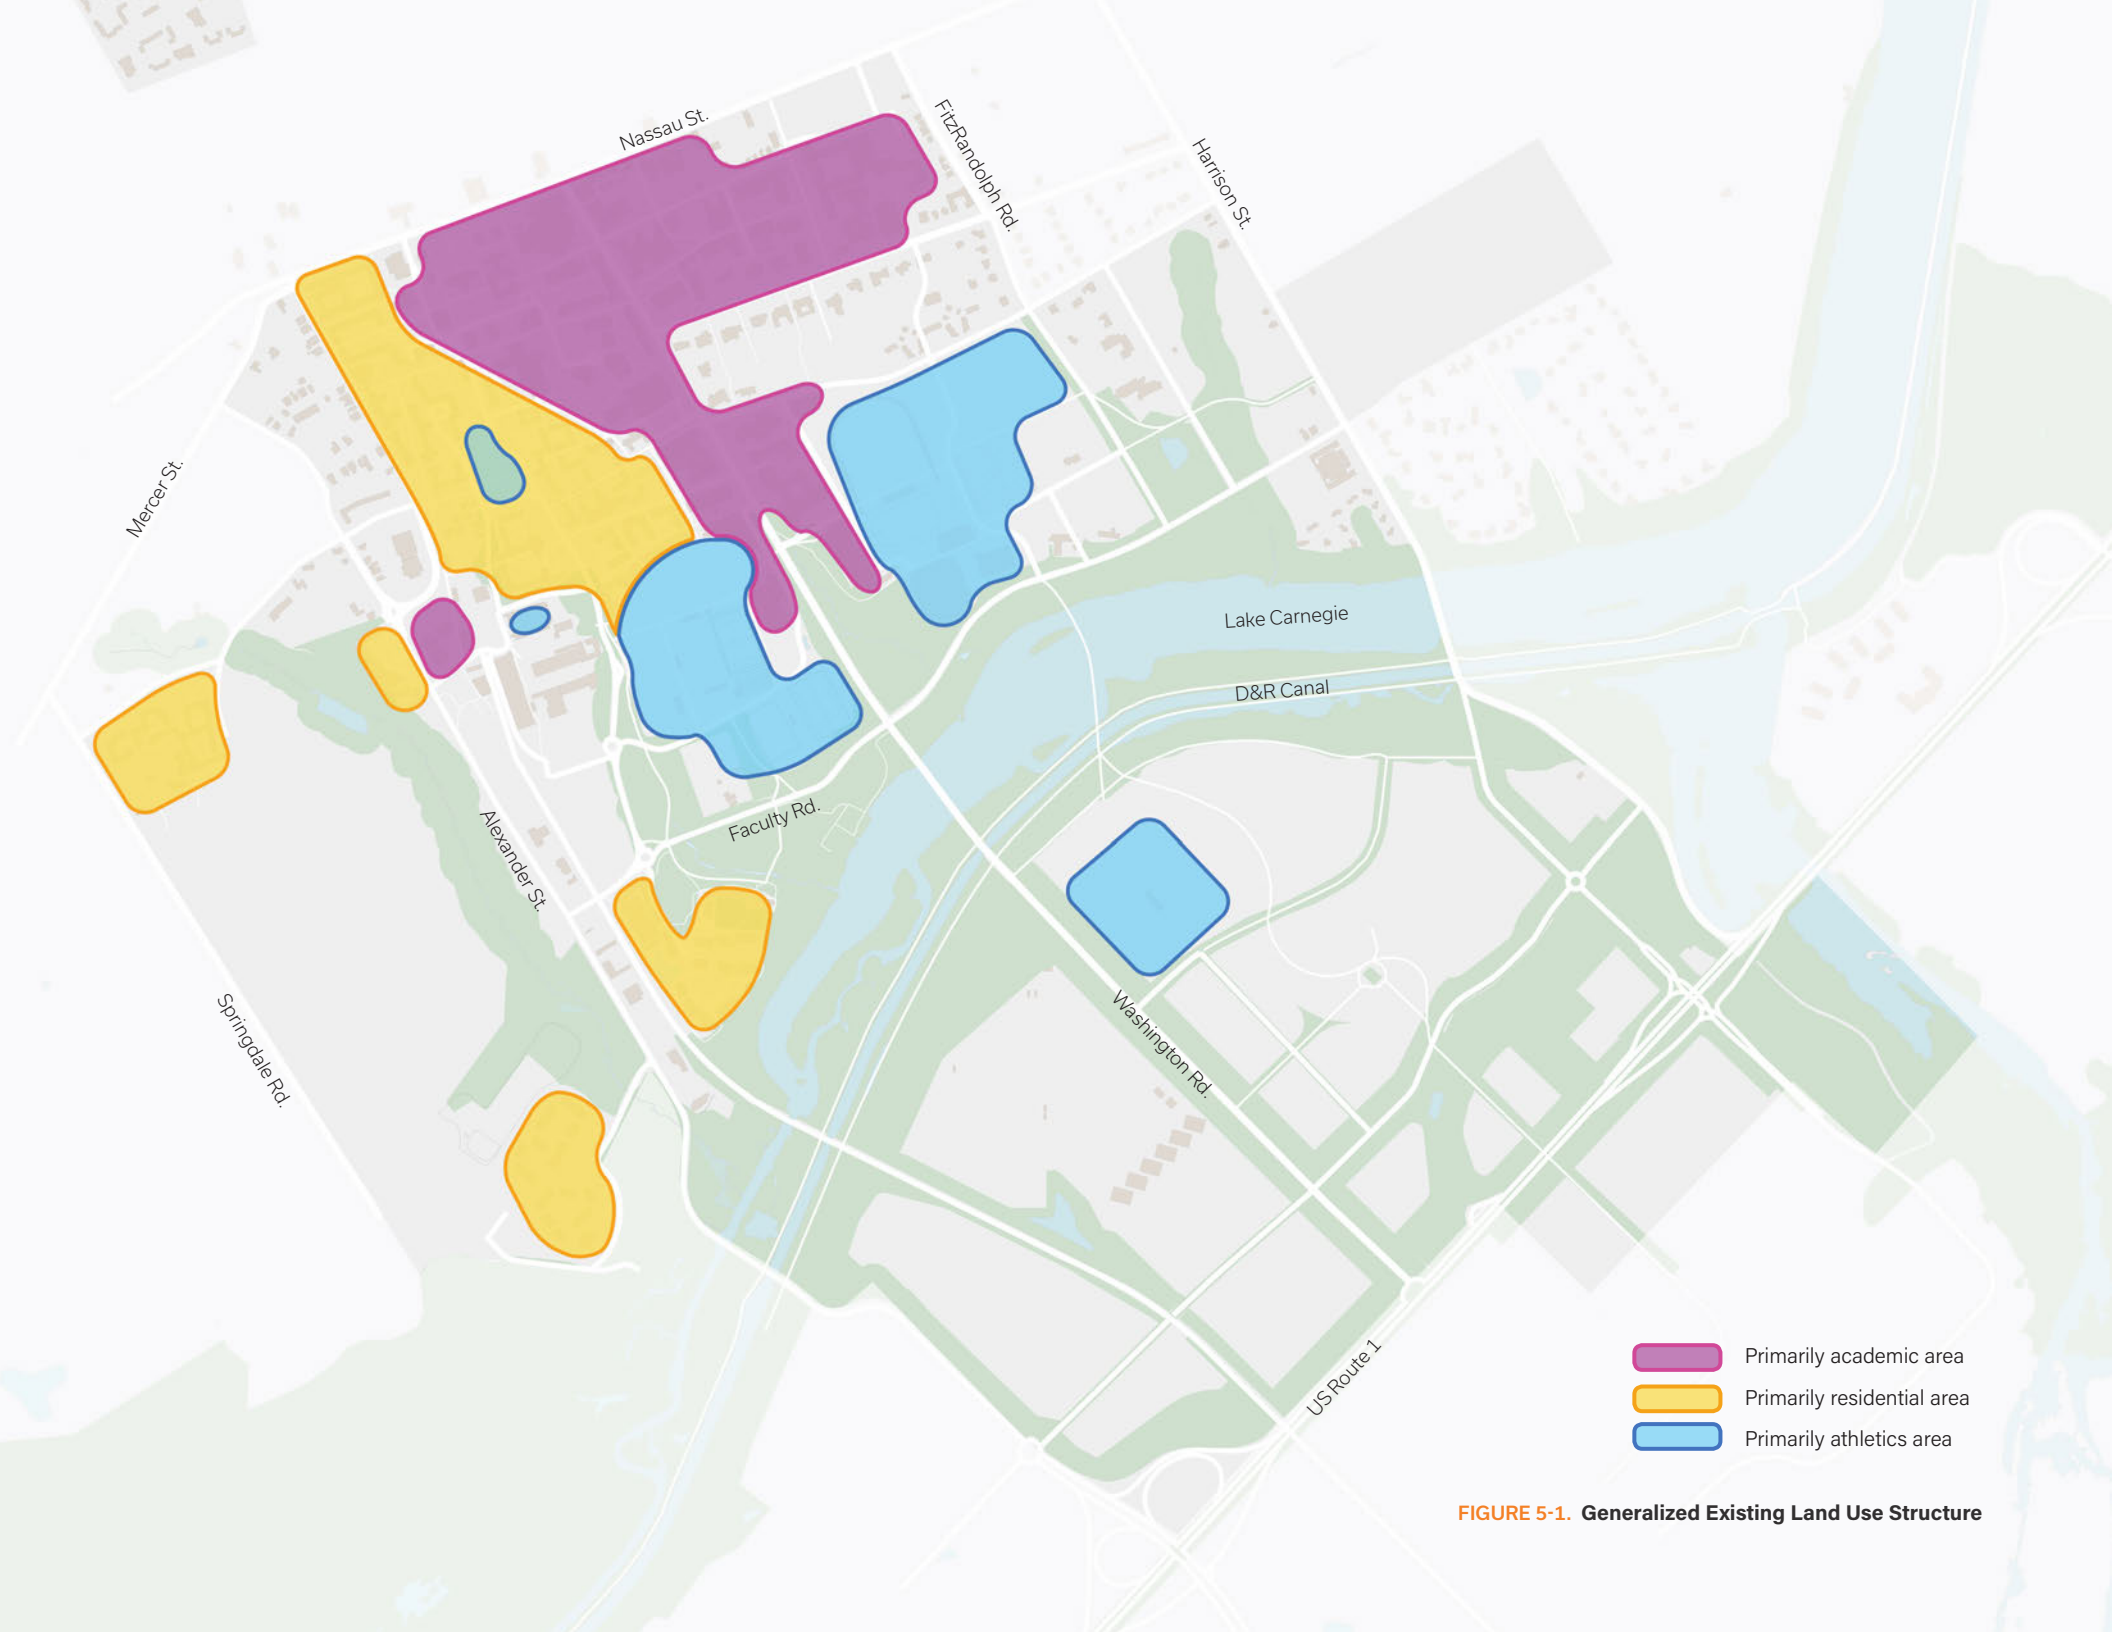 Nassau St.
FitzRandolph Rd.
Harrison St.
Mercer St.
Lake Carnegie
D&R Canal
Faculty Rd.
Alexander St.
Springdale Rd.
Washington Rd.
US Route 1
Primarily academic area
Primarily residential area
Primarily athletics area
FIGURE 5-1. Generalized Existing Land Use Structure